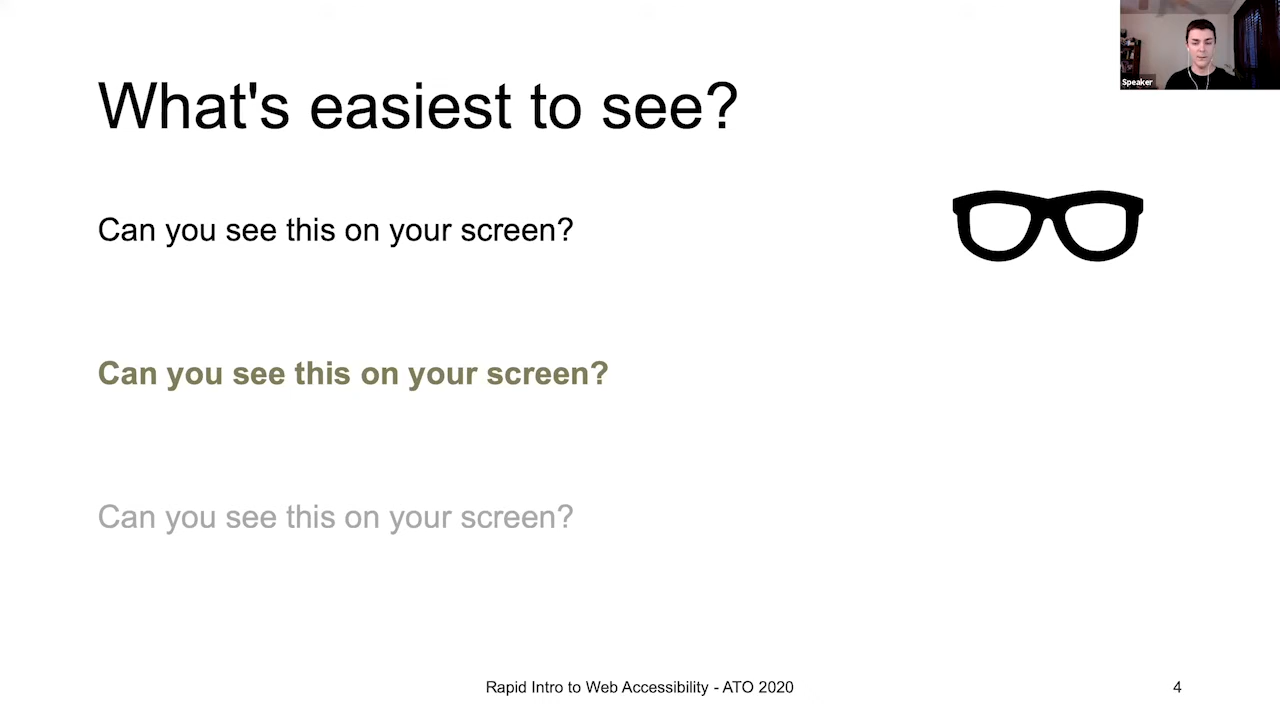 Speaker
What's easiest to see?
Can you see this on your screen?
Can you see this on your screen?
Can you see this on your screen?
Rapid Intro to Web Accessibility - ATO 2020
4